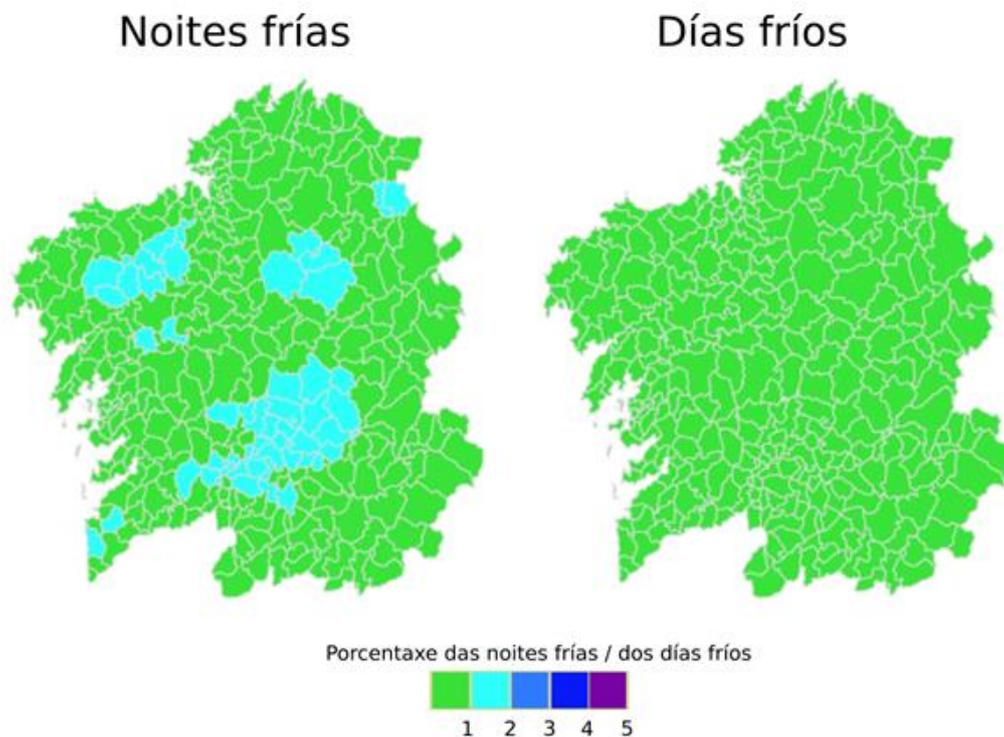 Noites frías
Días fríos
Porcentaxe das noites frías / dos días fríos
1 2 3 4 5